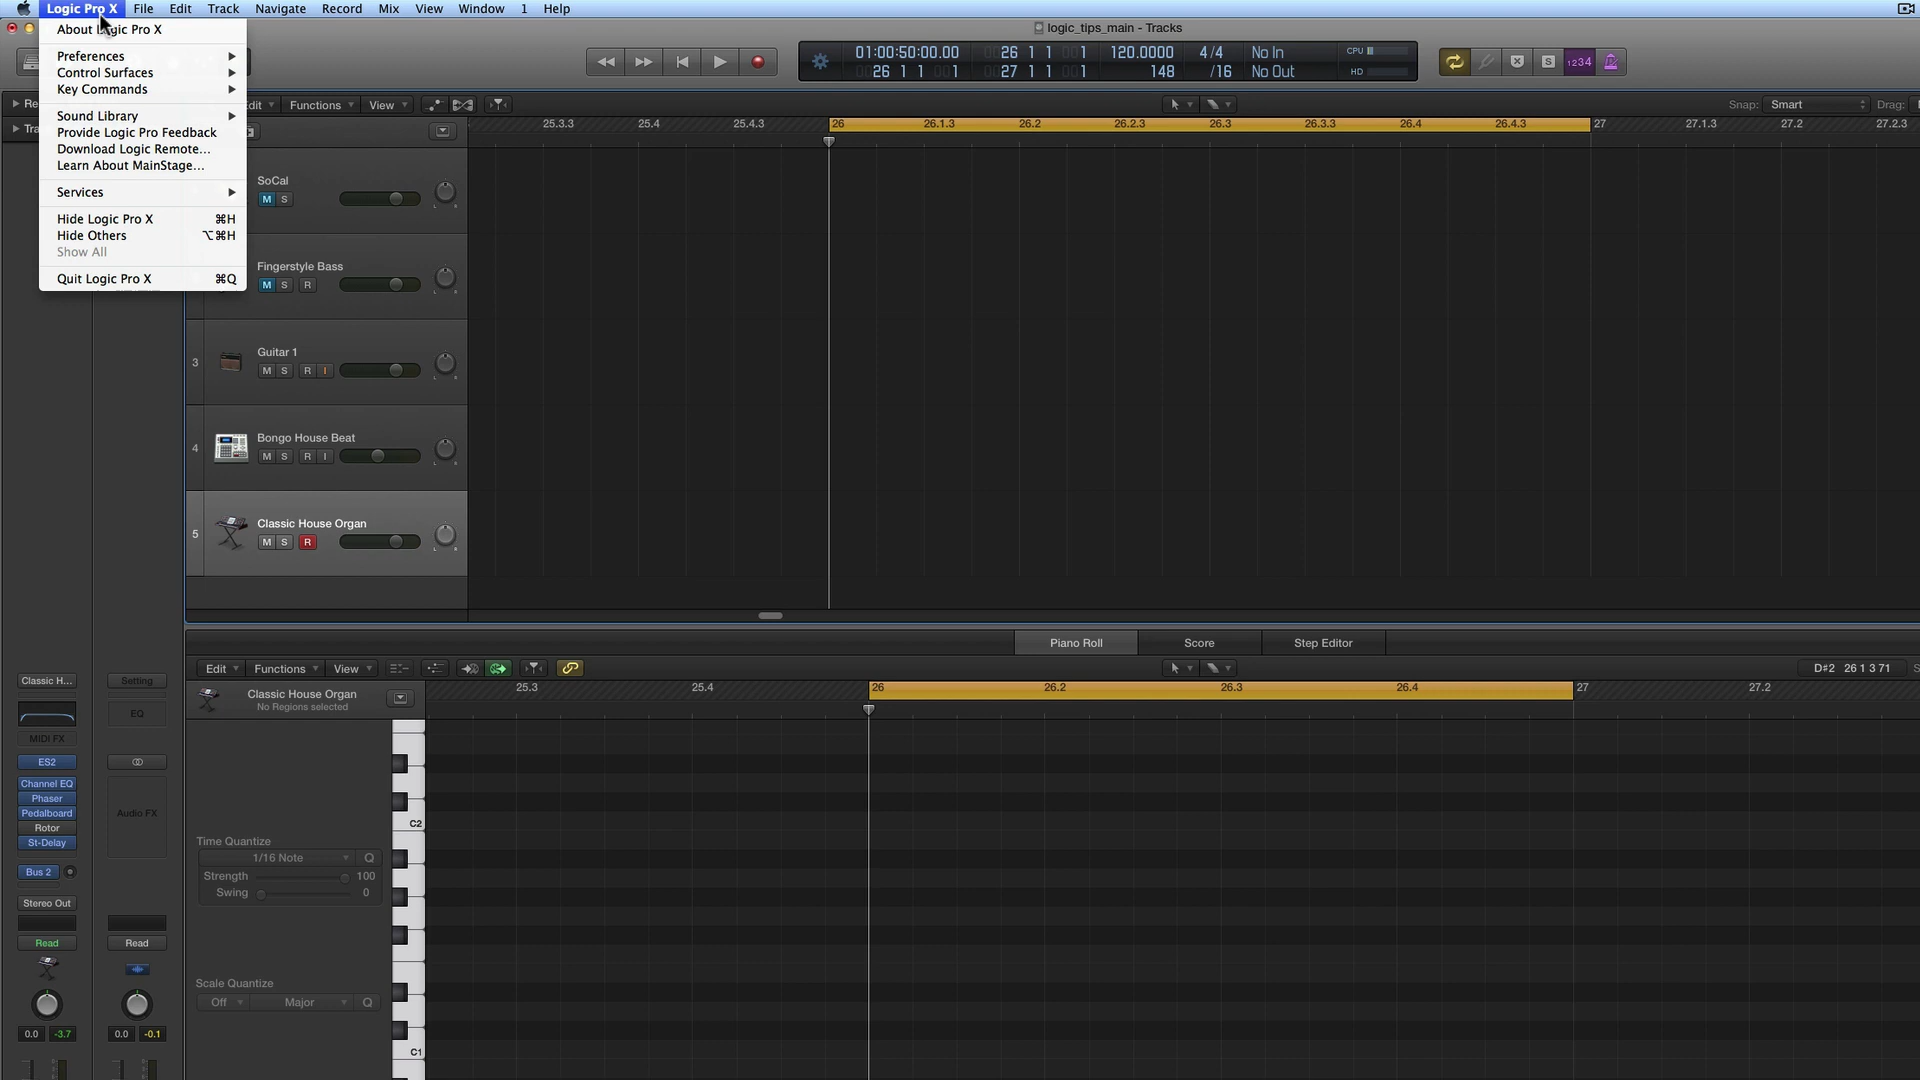 Logic Pro X File Edit Track Navigate Record Mix View Window 1 Help
logic_tips_main - Tracks
About Logic Pro X
Preferences
Control Surfaces
Key Commands
Sound Library
Provide Logic Pro Feedback
Download Logic Remote...
Learn About MainStage...
Services
Hide Logic Pro X ⌘H
Hide Others ⌥⌘H
Show All
Quit Logic Pro X ⌘Q
01:00:50:00.00 26 1 1 001 120.0000 4/4 No In CPU
0026 1 1 001 0027 1 1 001 148 /16 No Out HD
S 1234
Functions View Snap: Smart Drag:
25.3.3 25.4 25.4.3 26 26.1.3 26.2 26.2.3 26.3 26.3.3 26.4 26.4.3 27 27.1.3 27.2 27.2.3
SoCal
M S L R
Fingerstyle Bass
M S R L R
3 Guitar 1
M S R I L R
4 Bongo House Beat
M S R I L R
5 Classic House Organ
M S R L R
Piano Roll Score Step Editor
Edit Functions View D♯2 26 1 3 71
Classic House Organ
No Regions selected
25.3 25.4 26 26.2 26.3 26.4 27 27.2
C2
C1
Time Quantize
1/16 Note Q
Strength 100
Swing 0
Scale Quantize
Off Major Q
Classic H...
MIDI FX
ES2
Channel EQ
Phaser
Pedalboard
Rotor
St-Delay
Bus 2
Stereo Out
Read
0.0 -3.7
Setting
EQ
Audio FX
Read
0.0 -0.1